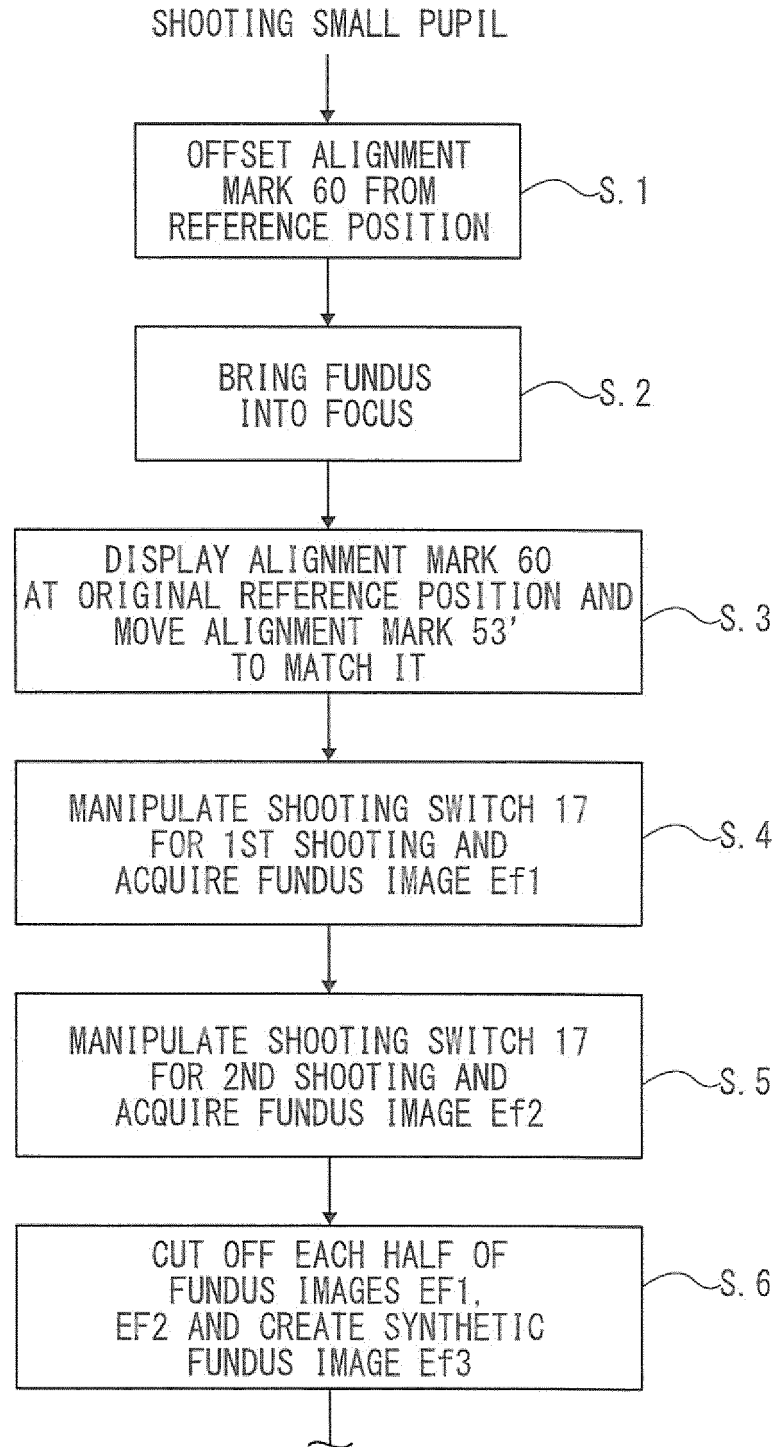 SHOOTING SMALL PUPIL
OFFSET ALIGNMENT
MARK 60 FROM
REFERENCE POSITION
S.1
BRING FUNDUS
INTO FOCUS
S.2
DISPLAY ALIGNMENT MARK 60
AT ORIGINAL REFERENCE POSITION AND
MOVE ALIGNMENT MARK 53'
TO MATCH IT
S.3
MANIPULATE SHOOTING SWITCH 17
FOR 1ST SHOOTING AND
ACQUIRE FUNDUS IMAGE Ef1
S.4
MANIPULATE SHOOTING SWITCH 17
FOR 2ND SHOOTING AND
ACQUIRE FUNDUS IMAGE Ef2
S.5
CUT OFF EACH HALF OF
FUNDUS IMAGES EF1,
EF2 AND CREATE SYNTHETIC
FUNDUS IMAGE Ef3
S.6